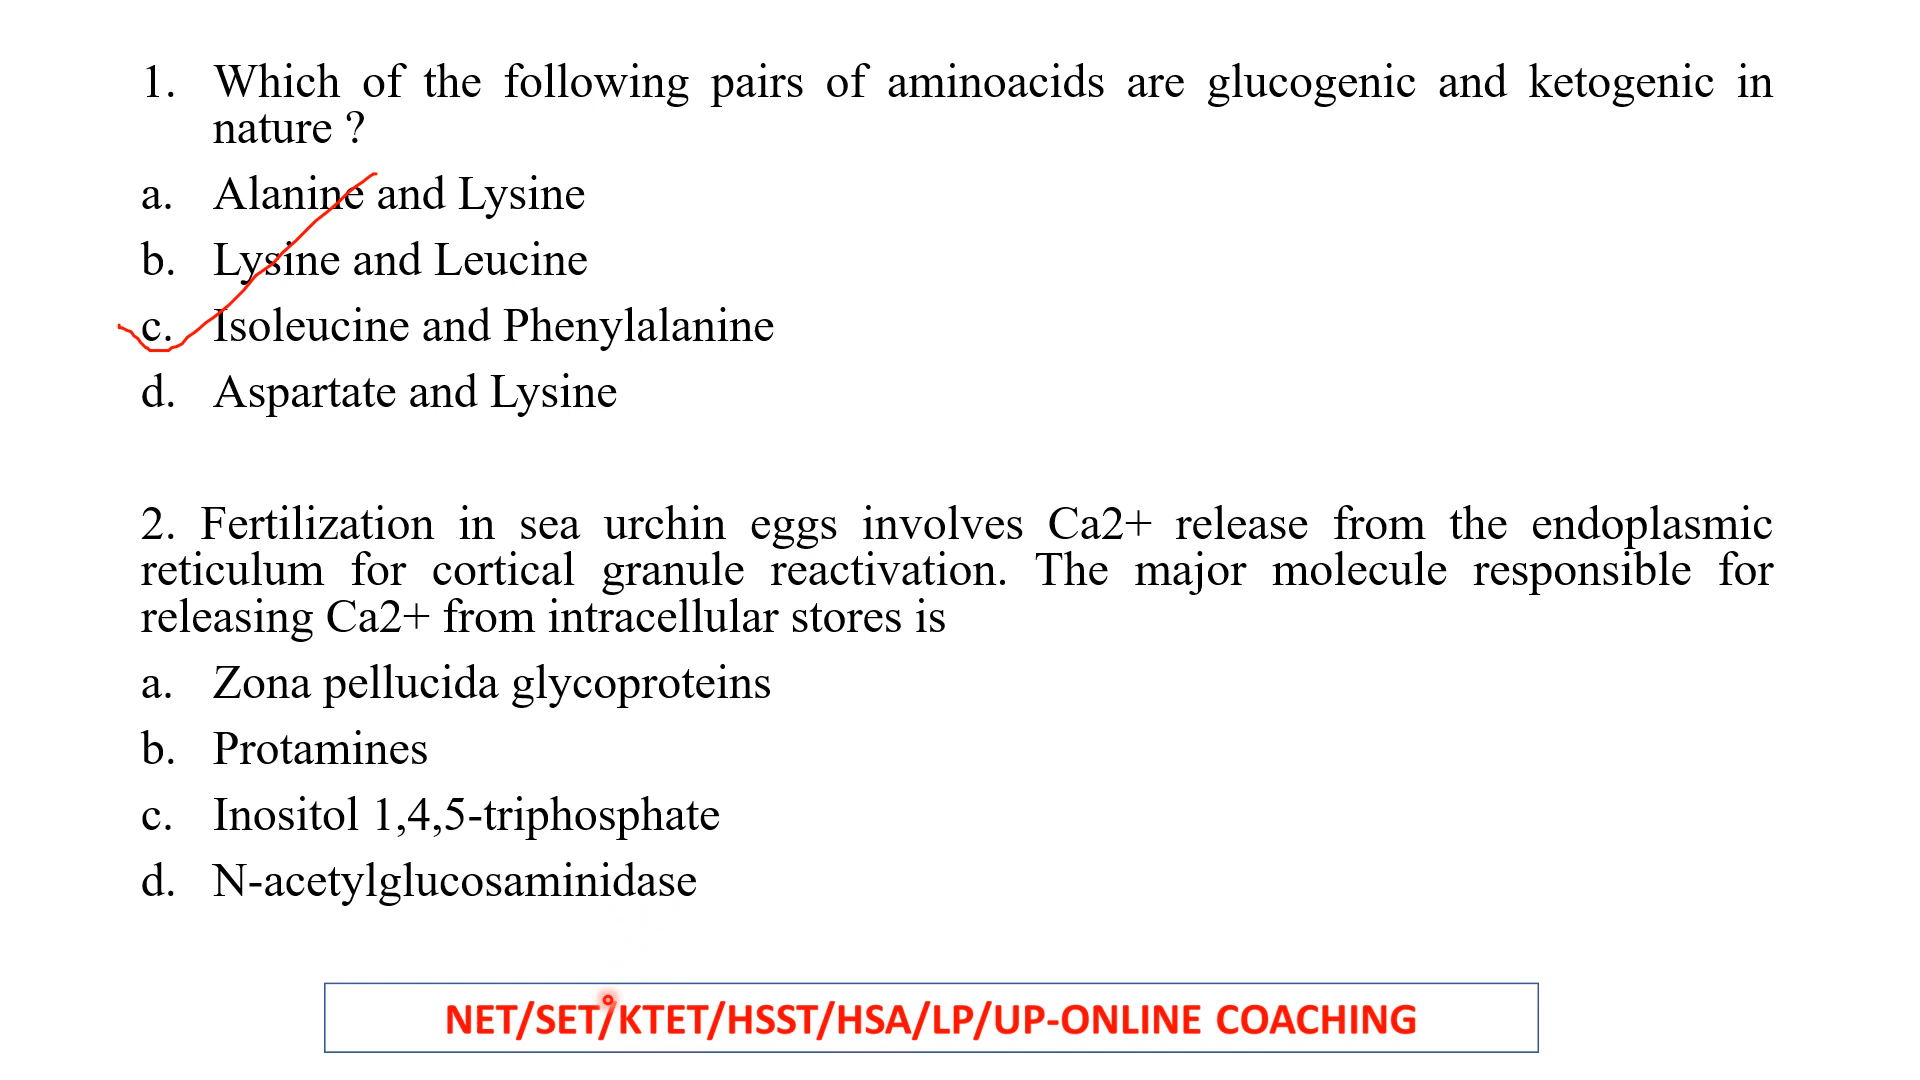 1. Which of the following pairs of aminoacids are glucogenic and ketogenic in
nature ?
a. Alanine and Lysine
b. Lysine and Leucine
c. Isoleucine and Phenylalanine
d. Aspartate and Lysine
2. Fertilization in sea urchin eggs involves Ca2+ release from the endoplasmic
reticulum for cortical granule reactivation. The major molecule responsible for
releasing Ca2+ from intracellular stores is
a. Zona pellucida glycoproteins
b. Protamines
c. Inositol 1,4,5-triphosphate
d. N-acetylglucosaminidase
NET/SET/KTET/HSST/HSA/LP/UP-ONLINE COACHING